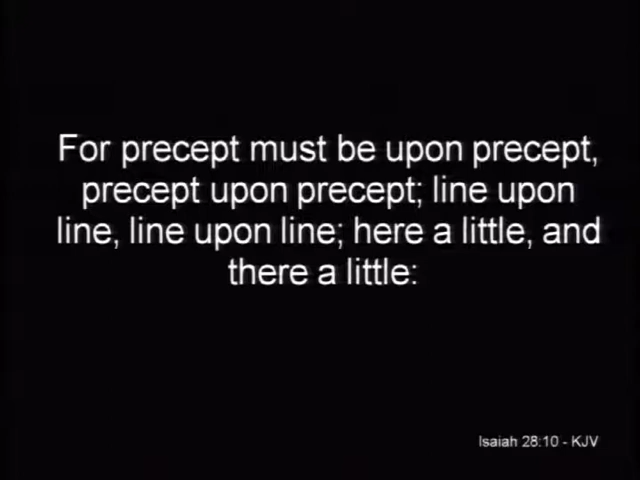 For precept must be upon precept,
precept upon precept; line upon
line, line upon line; here a little, and
there a little:
Isaiah 28:10 - KJV